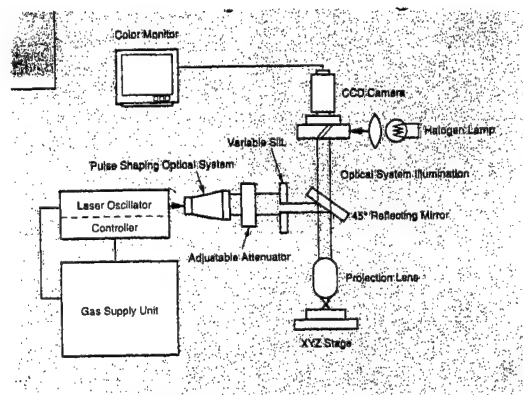 Color Monitor
CCD Camera
Variable Slit
Halogen Lamp
Pulse Shaping Optical System
Optical System Illumination
Laser Oscillator
Controller
45° Reflecting Mirror
Adjustable Attenuator
Projection Lens
Gas Supply Unit
XYZ Stage